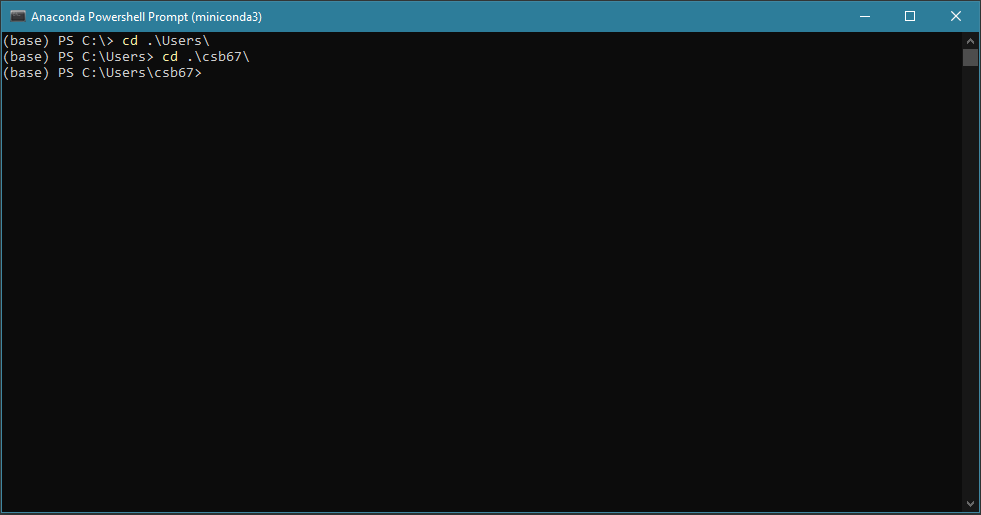 Anaconda Powershell Prompt (miniconda3)
(base) PS C:\> cd .\Users\
(base) PS C:\Users> cd .\csb67\
(base) PS C:\Users\csb67>